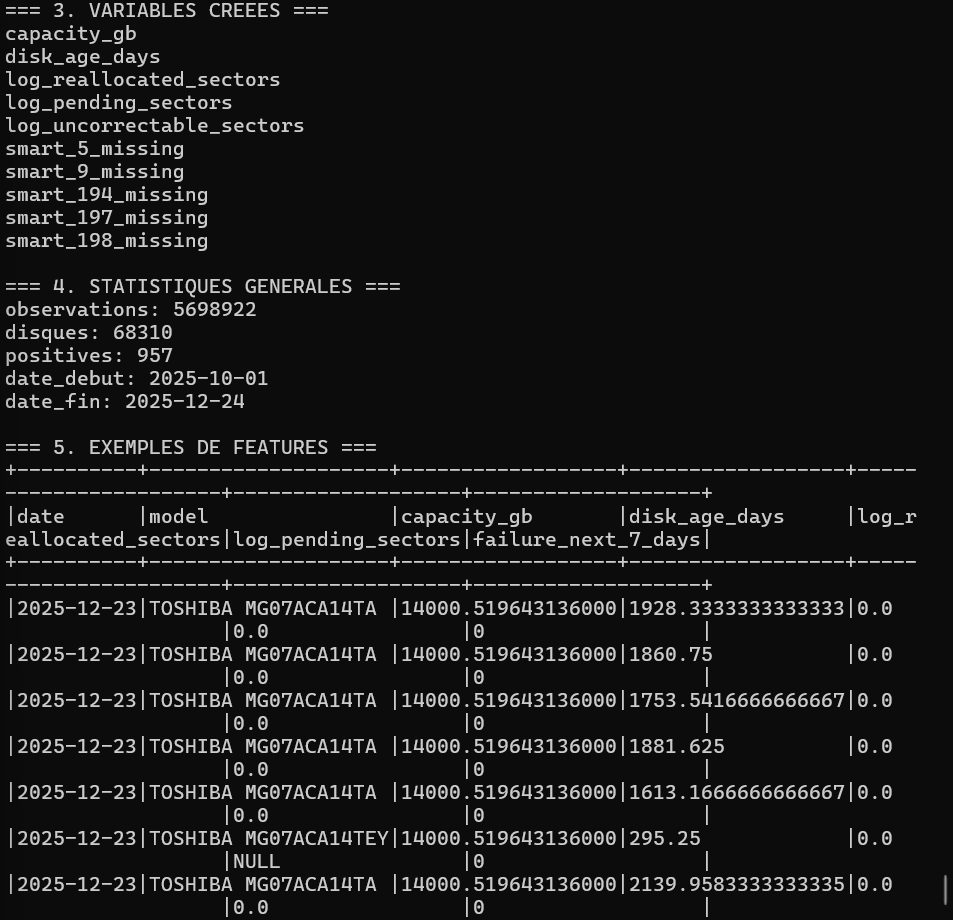 === 3. VARIABLES CREEES ===
capacity_gb
disk_age_days
log_reallocated_sectors
log_pending_sectors
log_uncorrectable_sectors
smart_5_missing
smart_9_missing
smart_194_missing
smart_197_missing
smart_198_missing

=== 4. STATISTIQUES GENERALES ===
observations: 5698922
disques: 68310
positives: 957
date_debut: 2025-10-01
date_fin: 2025-12-24

=== 5. EXEMPLES DE FEATURES ===
+----------+--------------------+------------------+------------------+-----
------------------+-------------------+-------------------+
|date      |model               |capacity_gb       |disk_age_days     |log_r
eallocated_sectors|log_pending_sectors|failure_next_7_days|
+----------+--------------------+------------------+------------------+-----
------------------+-------------------+-------------------+
|2025-12-23|TOSHIBA MG07ACA14TA |14000.519643136000|1928.3333333333333|0.0
                  |0.0                |0                  |
|2025-12-23|TOSHIBA MG07ACA14TA |14000.519643136000|1860.75           |0.0
                  |0.0                |0                  |
|2025-12-23|TOSHIBA MG07ACA14TA |14000.519643136000|1753.5416666666667|0.0
                  |0.0                |0                  |
|2025-12-23|TOSHIBA MG07ACA14TA |14000.519643136000|1881.625          |0.0
                  |0.0                |0                  |
|2025-12-23|TOSHIBA MG07ACA14TA |14000.519643136000|1613.1666666666667|0.0
                  |0.0                |0                  |
|2025-12-23|TOSHIBA MG07ACA14TEY|14000.519643136000|295.25            |0.0
                  |NULL               |0                  |
|2025-12-23|TOSHIBA MG07ACA14TA |14000.519643136000|2139.9583333333335|0.0
                  |0.0                |0                  |